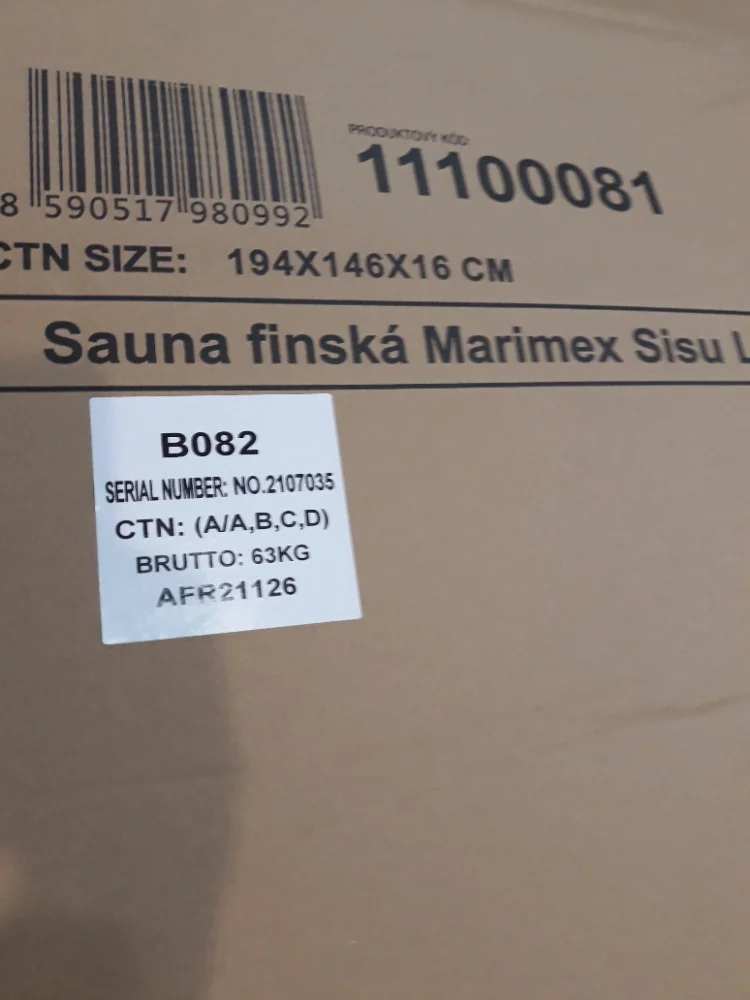 PRODUKTOVÝ KÓD:
11100081
8 590517 980992
CTN SIZE: 194X146X16 CM
Sauna finská Marimex Sisu L
B082
SERIAL NUMBER: NO.2107035
CTN: (A/A,B,C,D)
BRUTTO: 63KG
AFR21126